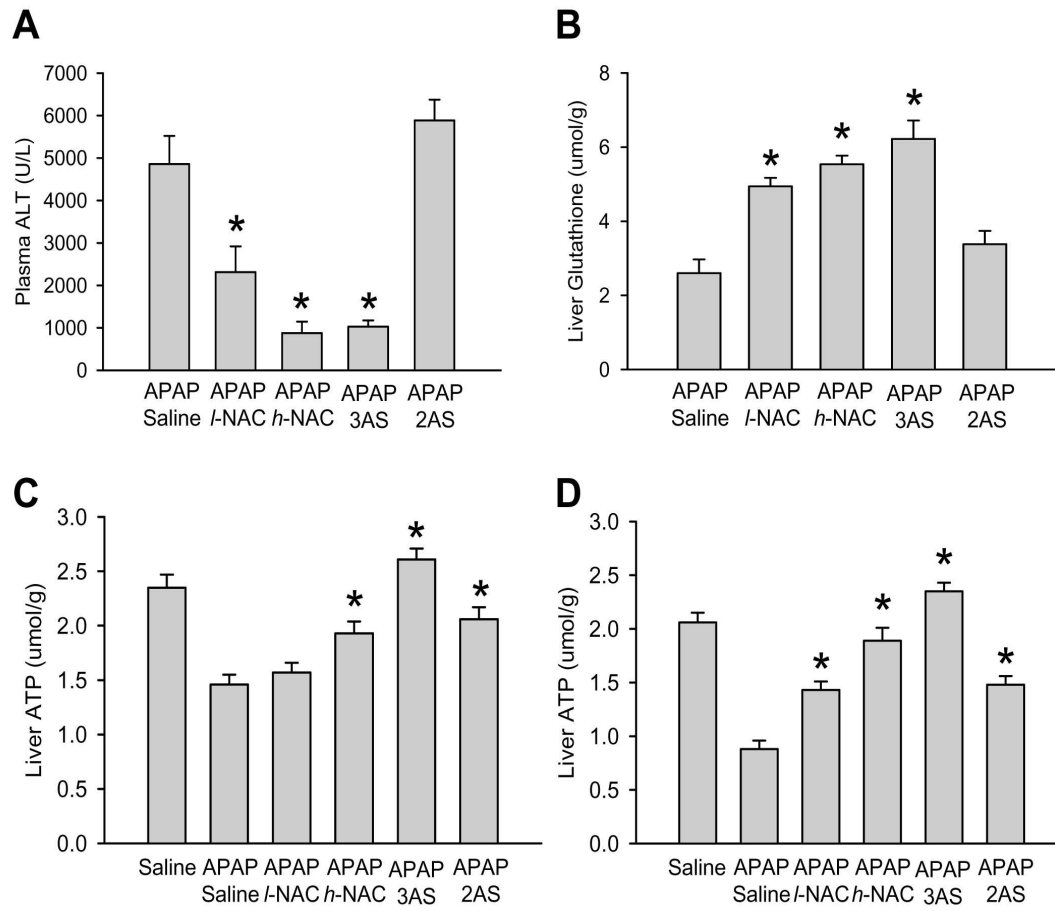 A
Plasma ALT (U/L)
7000
6000
5000
4000
3000
2000
1000
0
*
*
*
APAP APAP APAP APAP APAP
Saline l-NAC h-NAC 3AS 2AS
B
Liver Glutathione (umol/g)
8
6
4
2
0
*
*
*
APAP APAP APAP APAP APAP
Saline l-NAC h-NAC 3AS 2AS
C
Liver ATP (umol/g)
3.0
2.5
2.0
1.5
1.0
0.5
0.0
*
*
*
Saline APAP APAP APAP APAP APAP
Saline l-NAC h-NAC 3AS 2AS
D
Liver ATP (umol/g)
3.0
2.5
2.0
1.5
1.0
0.5
0.0
*
*
*
*
Saline APAP APAP APAP APAP APAP
Saline l-NAC h-NAC 3AS 2AS